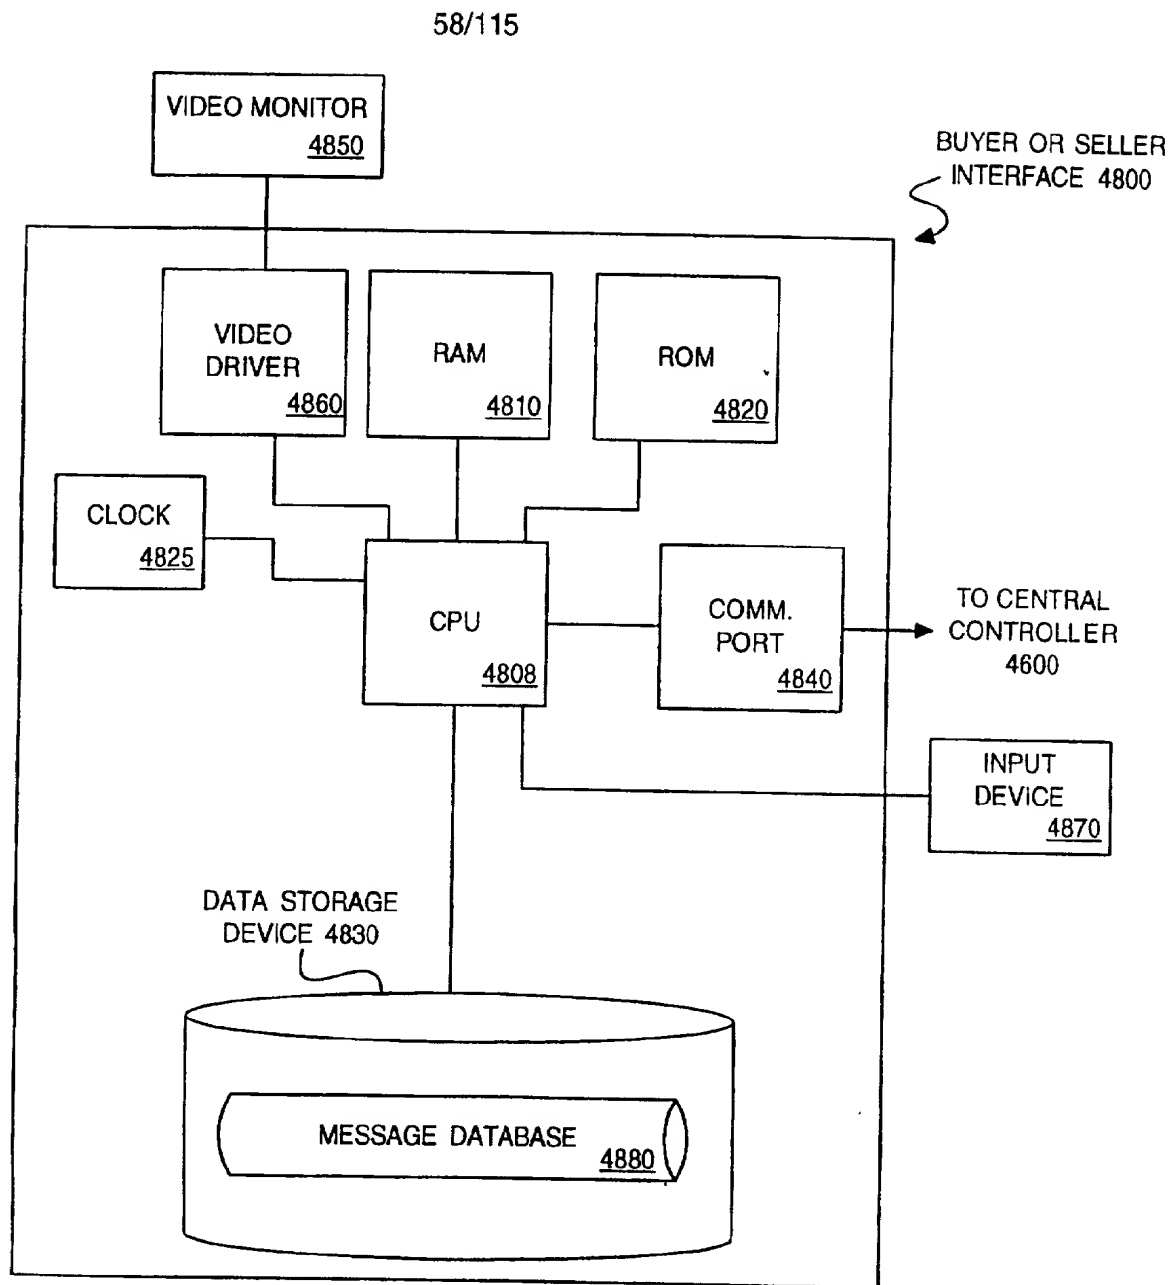 58/115
VIDEO MONITOR
4850
BUYER OR SELLER
INTERFACE 4800
VIDEO
DRIVER
4860
RAM
4810
ROM
4820
CLOCK
4825
CPU
4808
COMM.
PORT
4840
TO CENTRAL
CONTROLLER
4600
INPUT
DEVICE
4870
DATA STORAGE
DEVICE 4830
MESSAGE DATABASE
4880